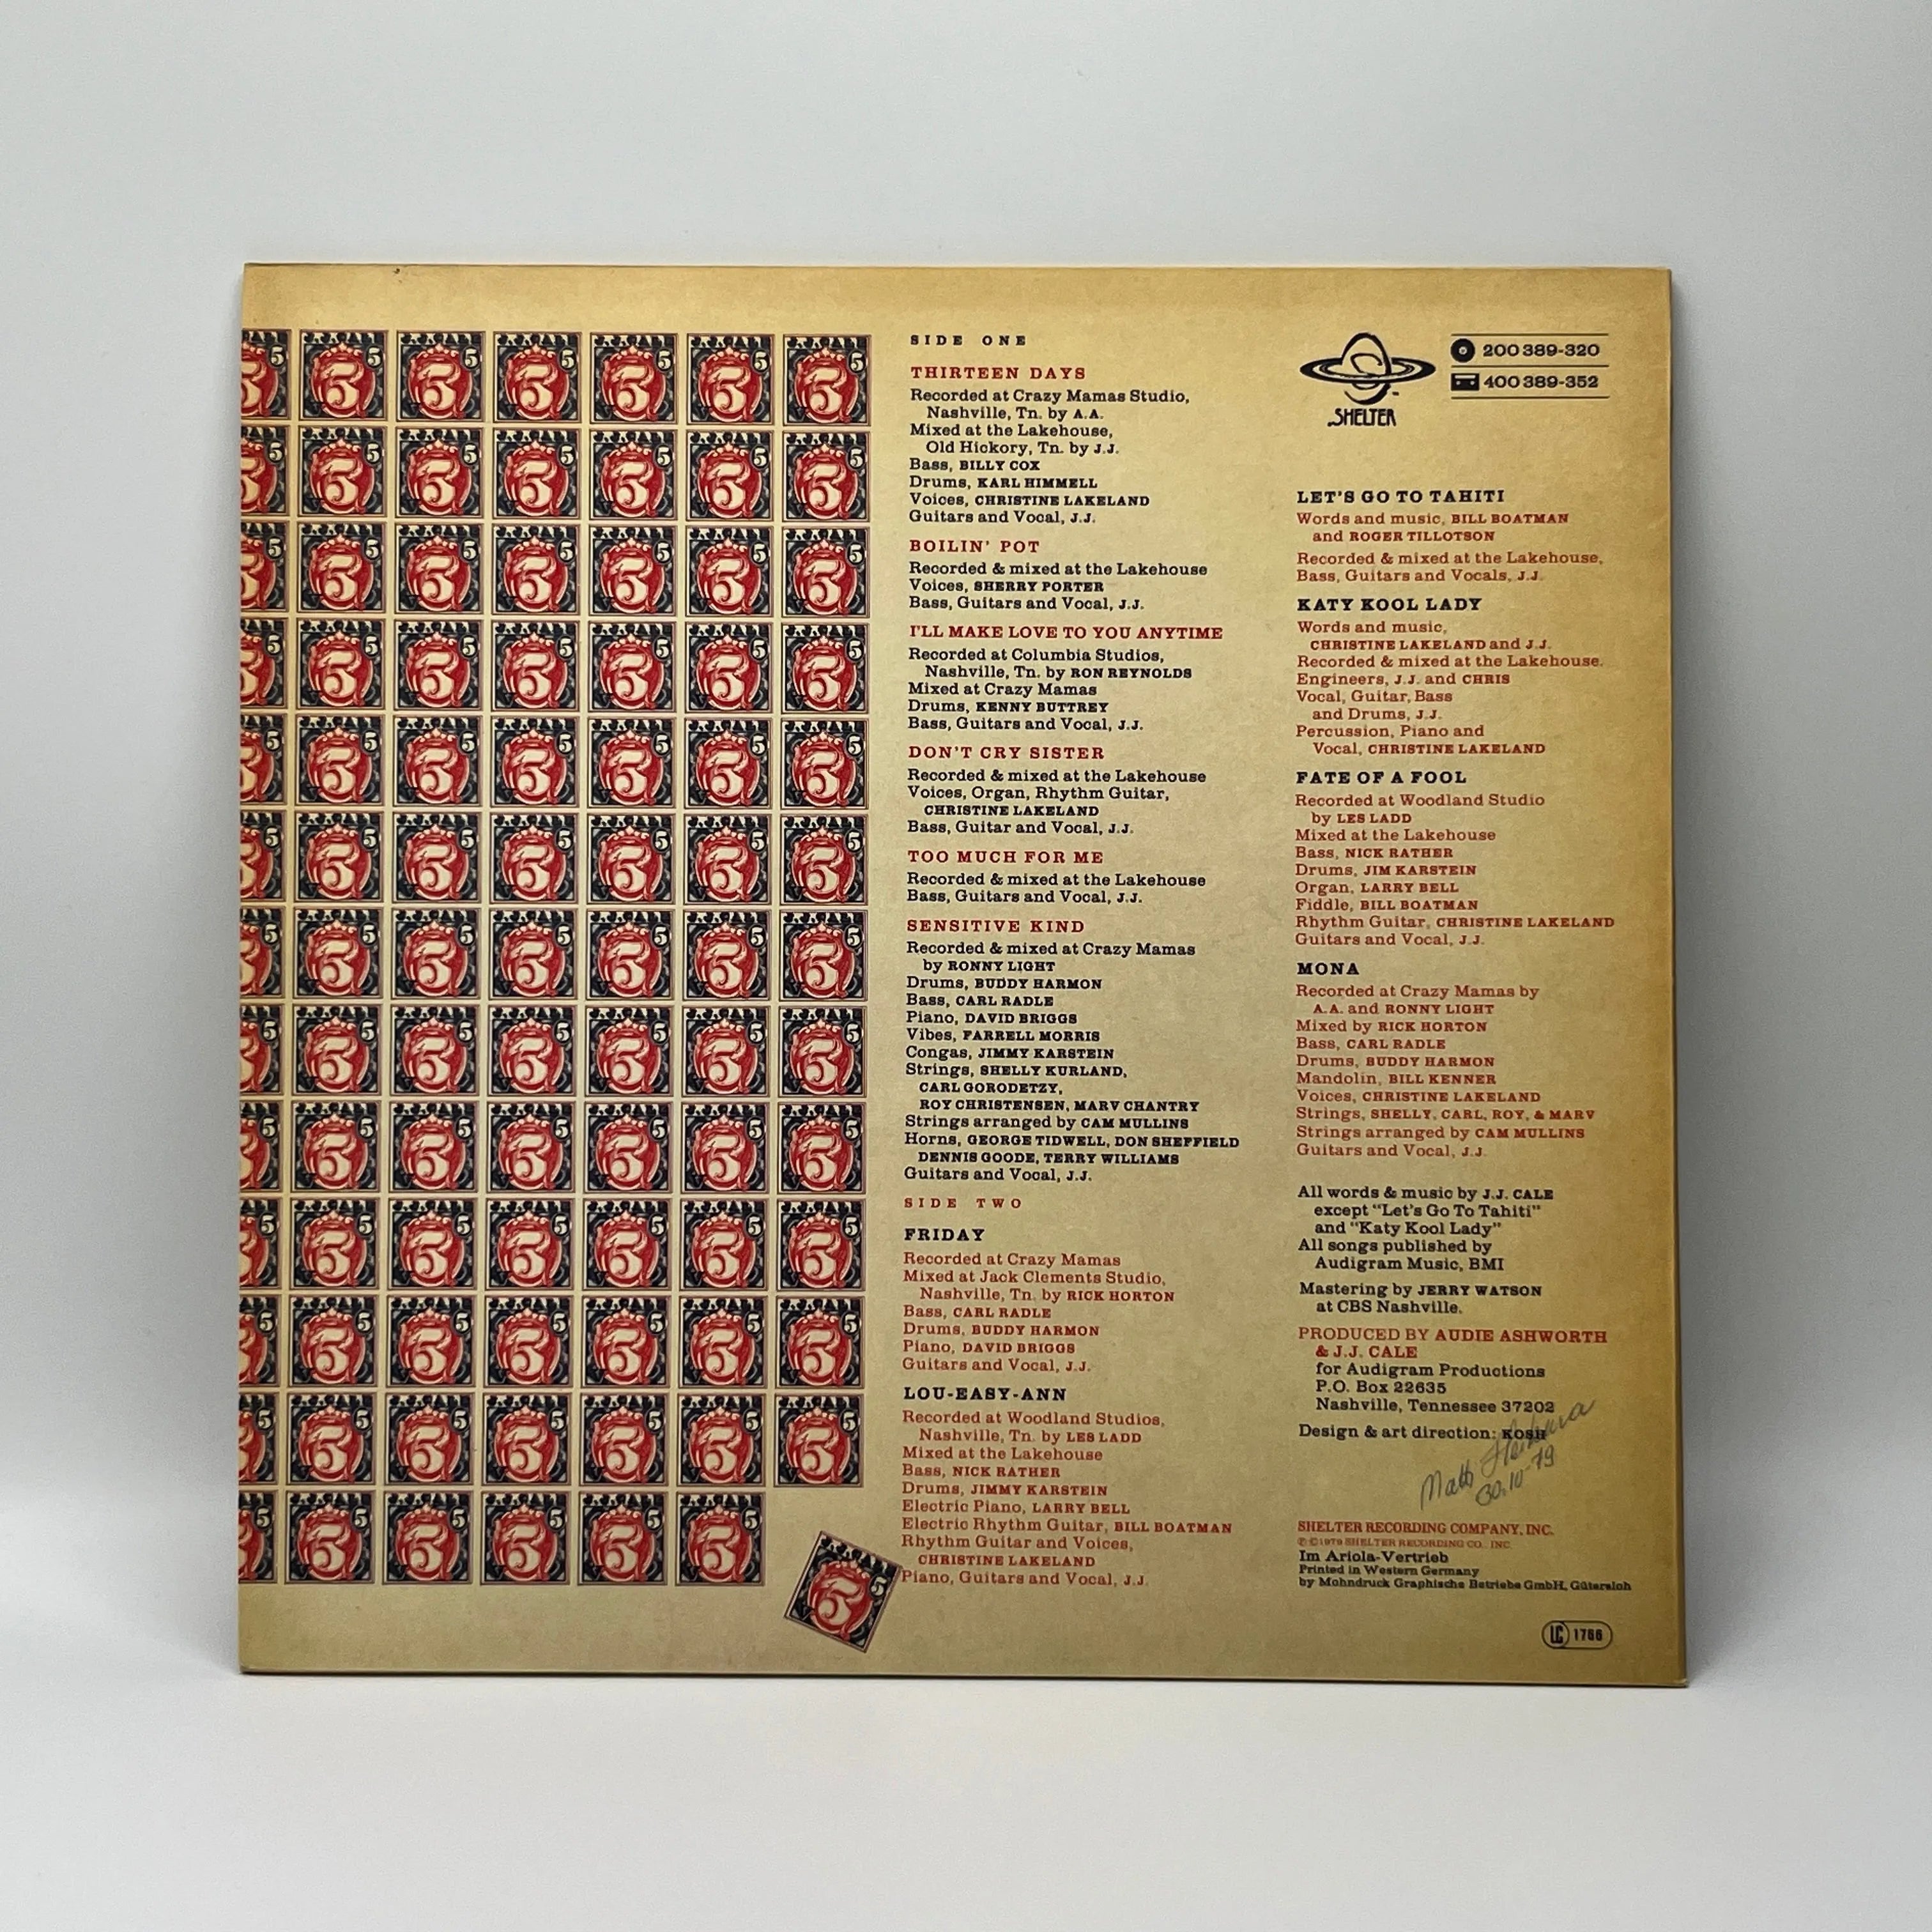 SIDE ONE
THIRTEEN DAYS
Recorded at Crazy Mamas Studio,
Nashville, Tn. by A.A.
Mixed at the Lakehouse,
Old Hickory, Tn. by J.J.
Bass, BILLY COX
Drums, KARL HIMMELL
Voices, CHRISTINE LAKELAND
Guitars and Vocal, J.J.
BOILIN' POT
Recorded & mixed at the Lakehouse
Voices, SHERRY PORTER
Bass, Guitars and Vocal, J.J.
I'LL MAKE LOVE TO YOU ANYTIME
Recorded at Columbia Studios,
Nashville, Tn. by RON REYNOLDS
Mixed at Crazy Mamas
Drums, KENNY BUTTREY
Bass, Guitars and Vocal, J.J.
DON'T CRY SISTER
Recorded & mixed at the Lakehouse
Voices, Organ, Rhythm Guitar,
CHRISTINE LAKELAND
Bass, Guitar and Vocal, J.J.
TOO MUCH FOR ME
Recorded & mixed at the Lakehouse
Bass, Guitars and Vocal, J.J.
SENSITIVE KIND
Recorded & mixed at Crazy Mamas
by RONNY LIGHT
Drums, BUDDY HARMON
Bass, CARL RADLE
Piano, DAVID BRIGGS
Vibes, FARRELL MORRIS
Congas, JIMMY KARSTEIN
Strings, SHELLY KURLAND,
CARL GORODETZY,
ROY CHRISTENSEN, MARV CHANTRY
Strings arranged by CAM MULLINS
Horns, GEORGE TIDWELL, DON SHEFFIELD
DENNIS GOODE, TERRY WILLIAMS
Guitars and Vocal, J.J.
SIDE TWO
FRIDAY
Recorded at Crazy Mamas
Mixed at Jack Clements Studio,
Nashville, Tn. by RICK HORTON
Bass, CARL RADLE
Drums, BUDDY HARMON
Piano, DAVID BRIGGS
Guitars and Vocal, J.J.
LOU-EASY-ANN
Recorded at Woodland Studios,
Nashville, Tn. by LES LADD
Mixed at the Lakehouse
Bass, NICK RATHER
Drums, JIMMY KARSTEIN
Electric Piano, LARRY BELL
Electric Rhythm Guitar, BILL BOATMAN
Rhythm Guitar and Voices,
CHRISTINE LAKELAND
Piano, Guitars and Vocal, J.J.
SHELTER
200 389-320
400 389-352
LET'S GO TO TAHITI
Words and music, BILL BOATMAN
and ROGER TILLOTSON
Recorded & mixed at the Lakehouse,
Bass, Guitars and Vocals, J.J.
KATY KOOL LADY
Words and music,
CHRISTINE LAKELAND and J.J.
Recorded & mixed at the Lakehouse.
Engineers, J.J. and CHRIS
Vocal, Guitar, Bass
and Drums, J.J.
Percussion, Piano and
Vocal, CHRISTINE LAKELAND
FATE OF A FOOL
Recorded at Woodland Studio
by LES LADD
Mixed at the Lakehouse
Bass, NICK RATHER
Drums, JIM KARSTEIN
Organ, LARRY BELL
Fiddle, BILL BOATMAN
Rhythm Guitar, CHRISTINE LAKELAND
Guitars and Vocal, J.J.
MONA
Recorded at Crazy Mamas by
A.A. and RONNY LIGHT
Mixed by RICK HORTON
Bass, CARL RADLE
Drums, BUDDY HARMON
Mandolin, BILL KENNER
Voices, CHRISTINE LAKELAND
Strings, SHELLY, CARL, ROY, & MARV
Strings arranged by CAM MULLINS
Guitars and Vocal, J.J.
All words & music by J.J. CALE
except "Let's Go To Tahiti"
and "Katy Kool Lady"
All songs published by
Audigram Music, BMI
Mastering by JERRY WATSON
at CBS Nashville.
PRODUCED BY AUDIE ASHWORTH
& J.J. CALE
for Audigram Productions
P.O. Box 22635
Nashville, Tennessee 37202
Design & art direction: KOSH
30.10-79
SHELTER RECORDING COMPANY, INC.
℗ © 1979 SHELTER RECORDING CO., INC.
Im Ariola-Vertrieb
Printed in Western Germany
by Mohndruck Graphische Betriebe GmbH, Gütersloh
LC 1766